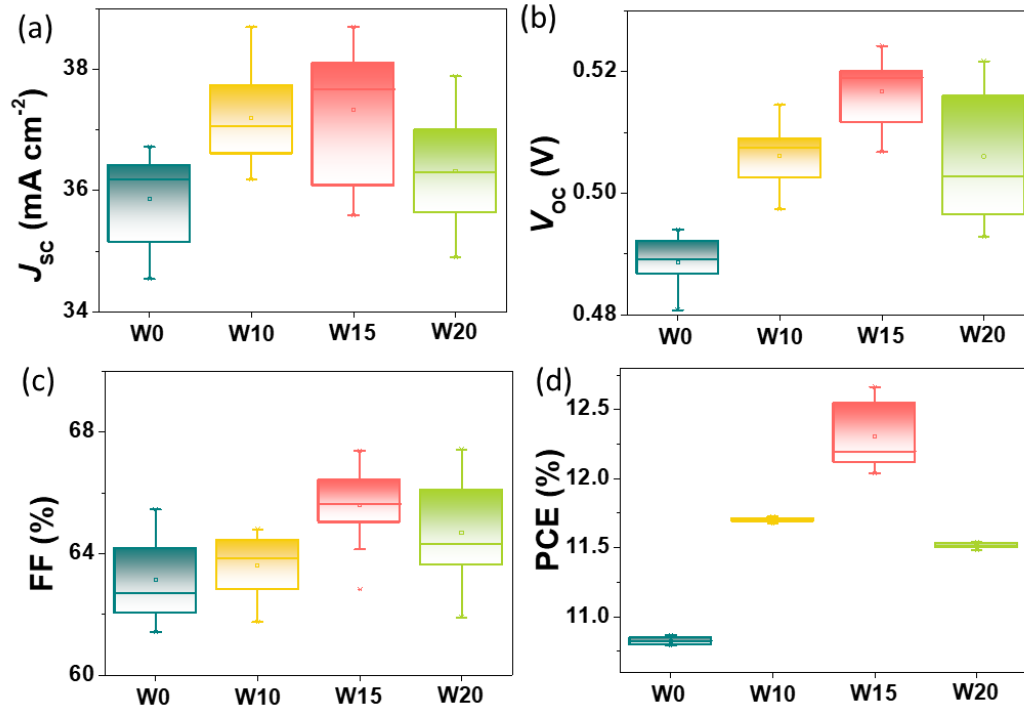 (a)
J_sc (mA cm⁻²)
38
36
34
W0 W10 W15 W20
(b)
V_oc (V)
0.52
0.50
0.48
W0 W10 W15 W20
(c)
FF (%)
68
64
60
W0 W10 W15 W20
(d)
PCE (%)
12.5
12.0
11.5
11.0
W0 W10 W15 W20